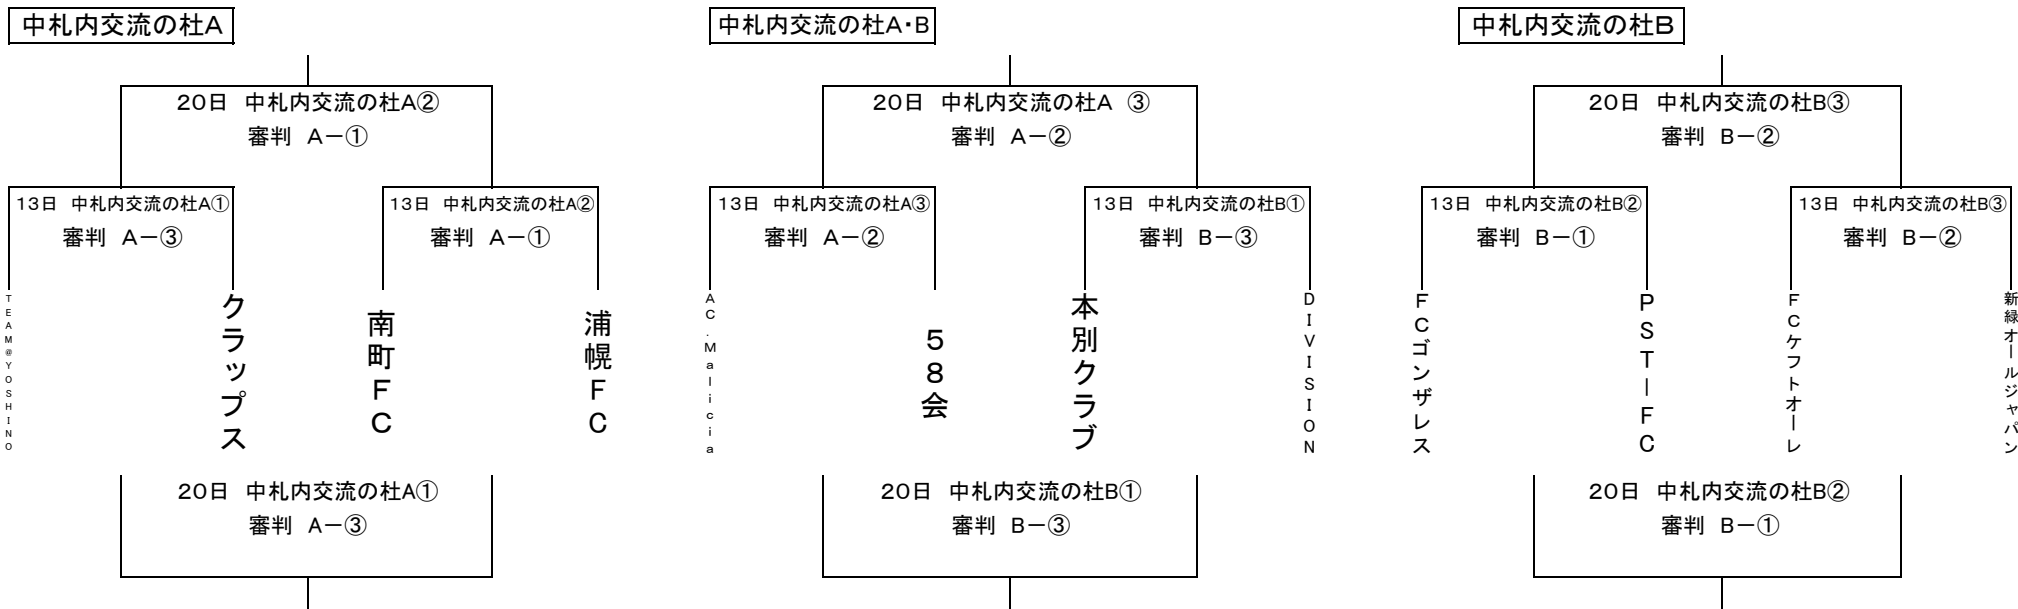 中札内交流の杜A
20日 中札内交流の杜A②
審判 A－①
13日 中札内交流の杜A①
審判 A－③
13日 中札内交流の杜A②
審判 A－①
TEAM@YOSHINO
クラップス
南町FC
浦幌FC
20日 中札内交流の杜A①
審判 A－③
中札内交流の杜A・B
20日 中札内交流の杜A ③
審判 A－②
13日 中札内交流の杜A③
審判 A－②
13日 中札内交流の杜B①
審判 B－③
AC.Malicia
58会
本別クラブ
DIVISION
20日 中札内交流の杜B①
審判 B－③
中札内交流の杜B
20日 中札内交流の杜B③
審判 B－②
13日 中札内交流の杜B②
審判 B－①
13日 中札内交流の杜B③
審判 B－②
FCゴンザレス
PST－FC
FCケフトオーレ
新緑オールジャパン
20日 中札内交流の杜B②
審判 B－①